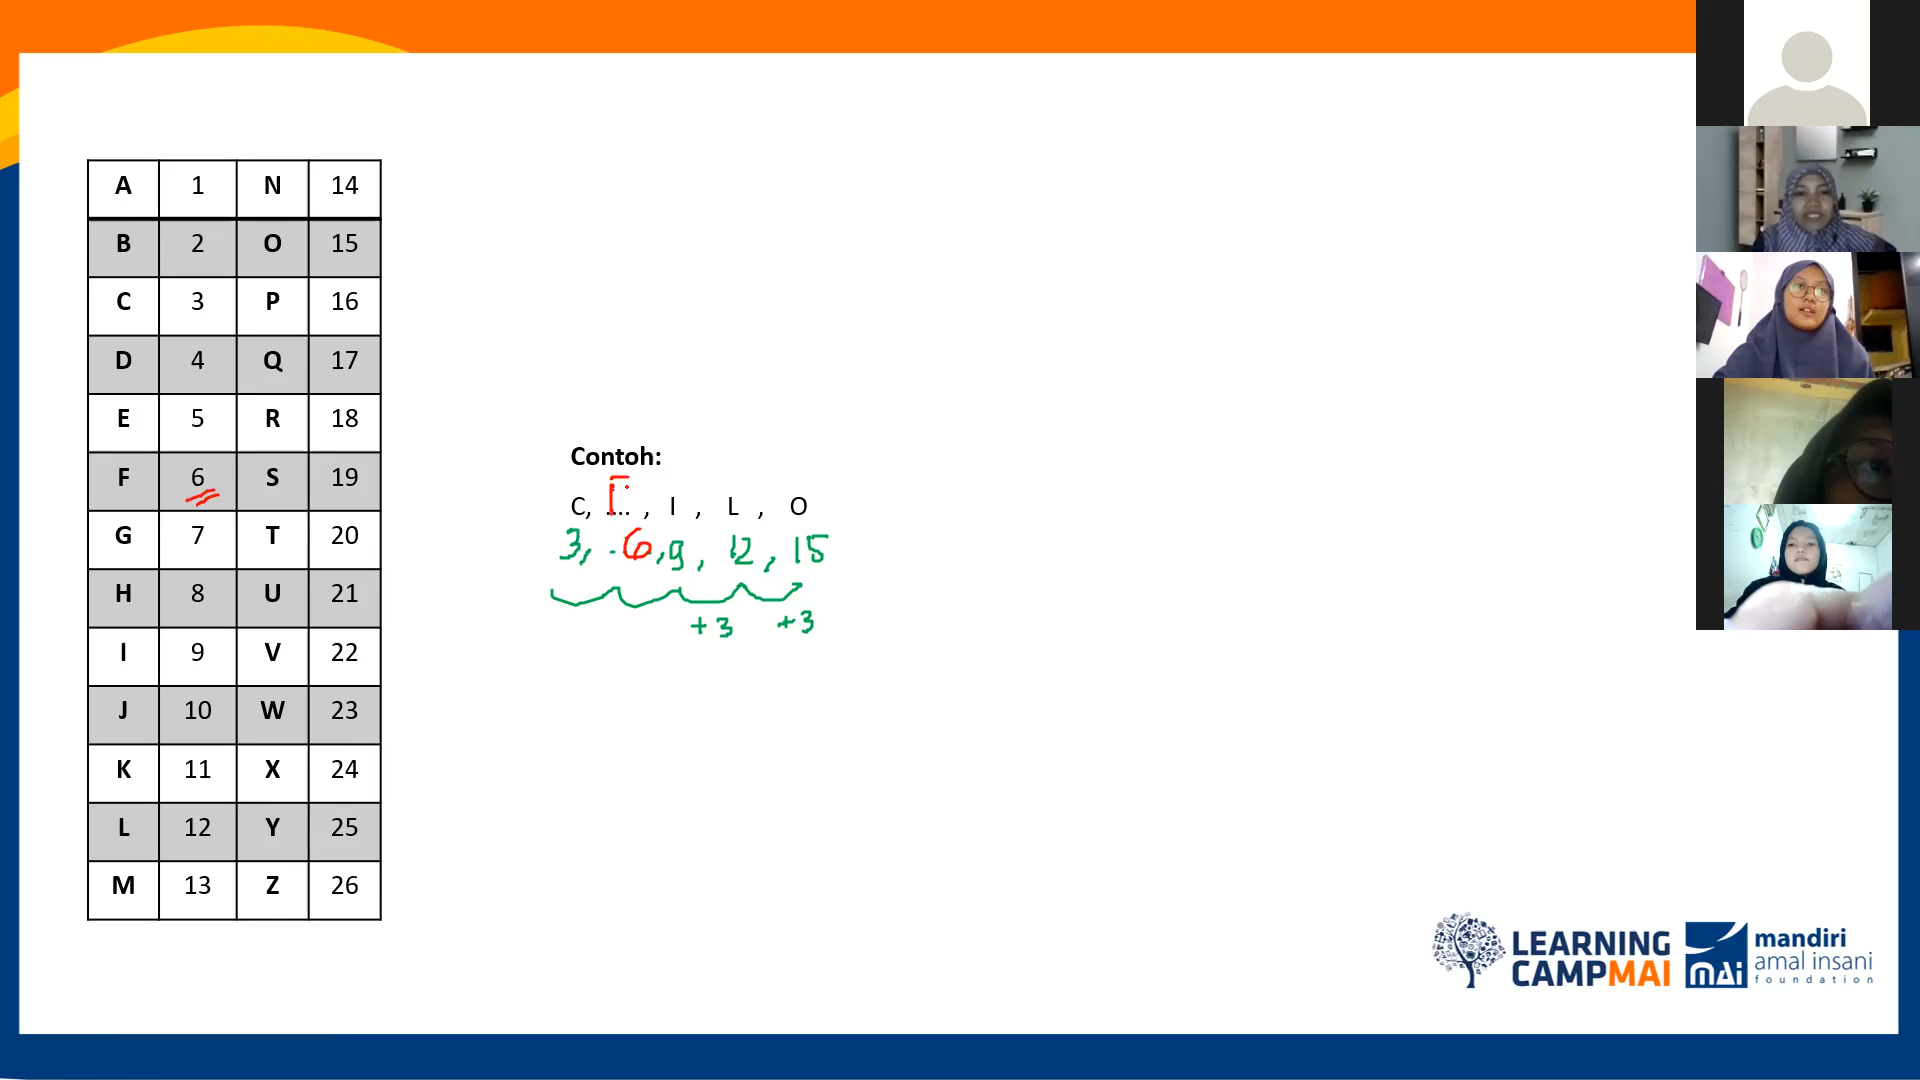 A 1 N 14
B 2 O 15
C 3 P 16
D 4 Q 17
E 5 R 18
F 6 S 19
G 7 T 20
H 8 U 21
I 9 V 22
J 10 W 23
K 11 X 24
L 12 Y 25
M 13 Z 26
Contoh:
C, .... , I , L , O
3, . 6, 9, 12, 15
+3 +3
LEARNING
CAMPMAI
mai
mandiri
amal insani
foundation